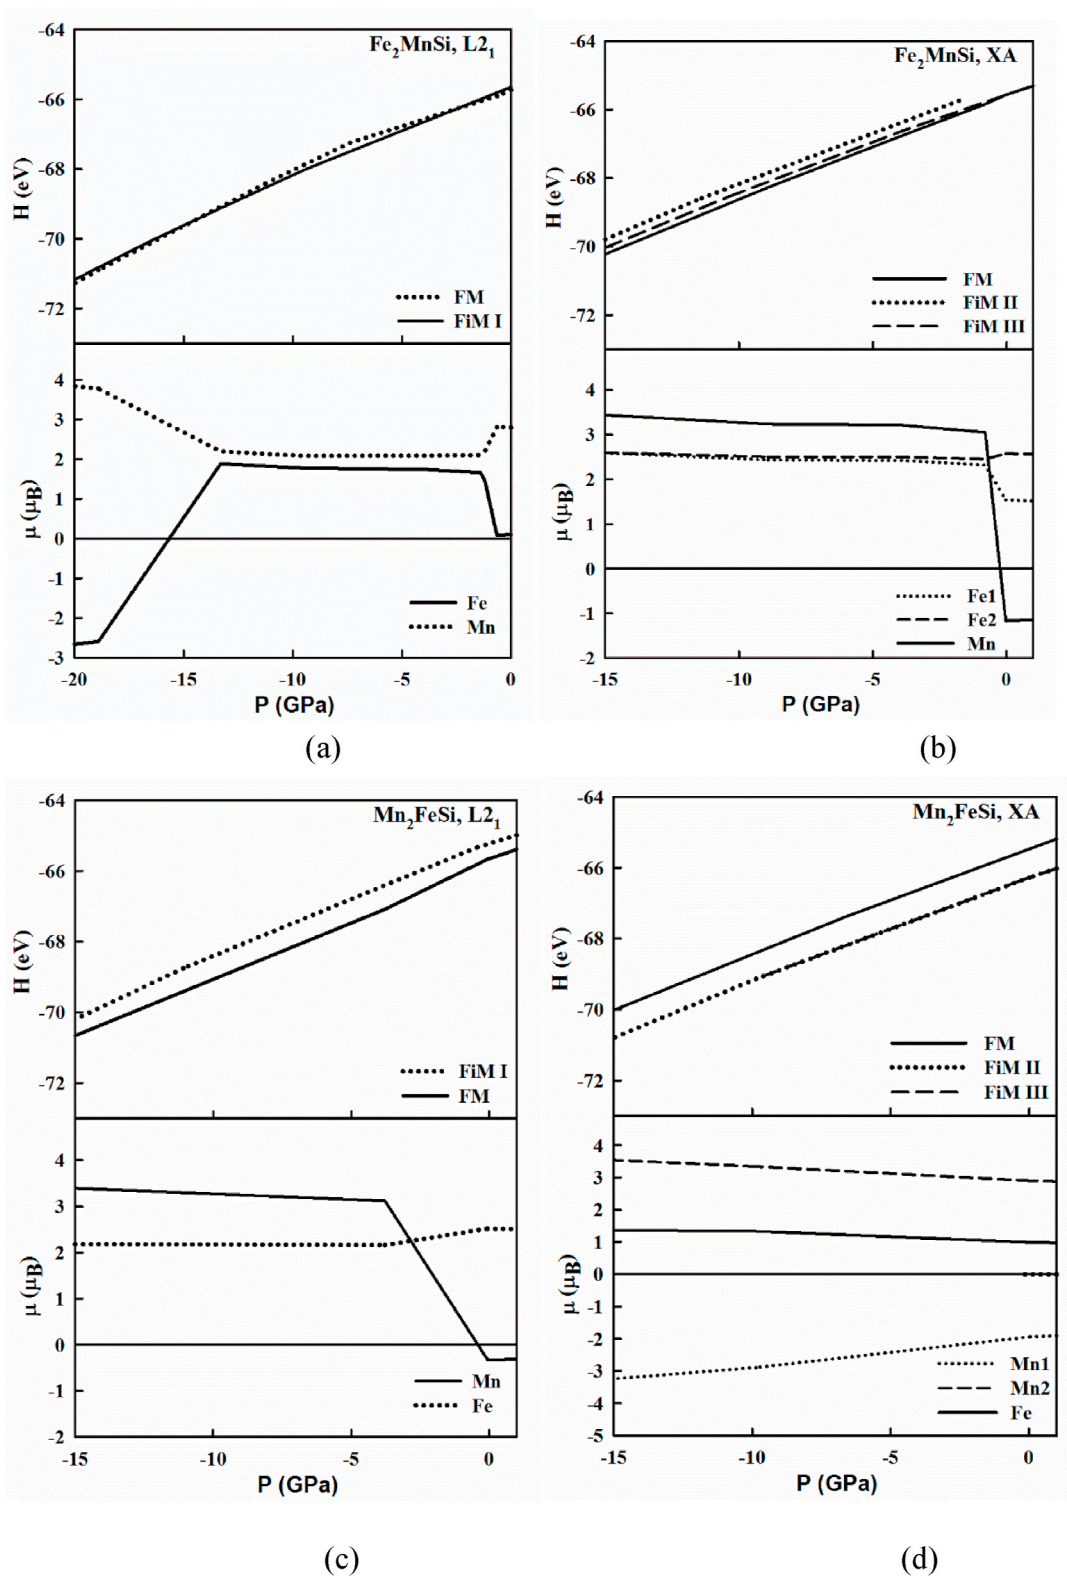 Fe2MnSi, L21
-64
-66
-68
-70
-72
H (eV)
FM
FiM I
4
3
2
1
0
-1
-2
-3
μ (μB)
Fe
Mn
-20 -15 -10 -5 0
P (GPa)
(a)
Fe2MnSi, XA
-64
-66
-68
-70
-72
H (eV)
FM
FiM II
FiM III
4
3
2
1
0
-1
-2
μ (μB)
Fe1
Fe2
Mn
-15 -10 -5 0
P (GPa)
(b)
Mn2FeSi, L21
-64
-66
-68
-70
-72
H (eV)
FiM I
FM
4
3
2
1
0
-1
-2
μ (μB)
Mn
Fe
-15 -10 -5 0
P (GPa)
(c)
Mn2FeSi, XA
-64
-66
-68
-70
-72
H (eV)
FM
FiM II
FiM III
4
3
2
1
0
-1
-2
-3
-4
-5
μ (μB)
Mn1
Mn2
Fe
-15 -10 -5 0
P (GPa)
(d)